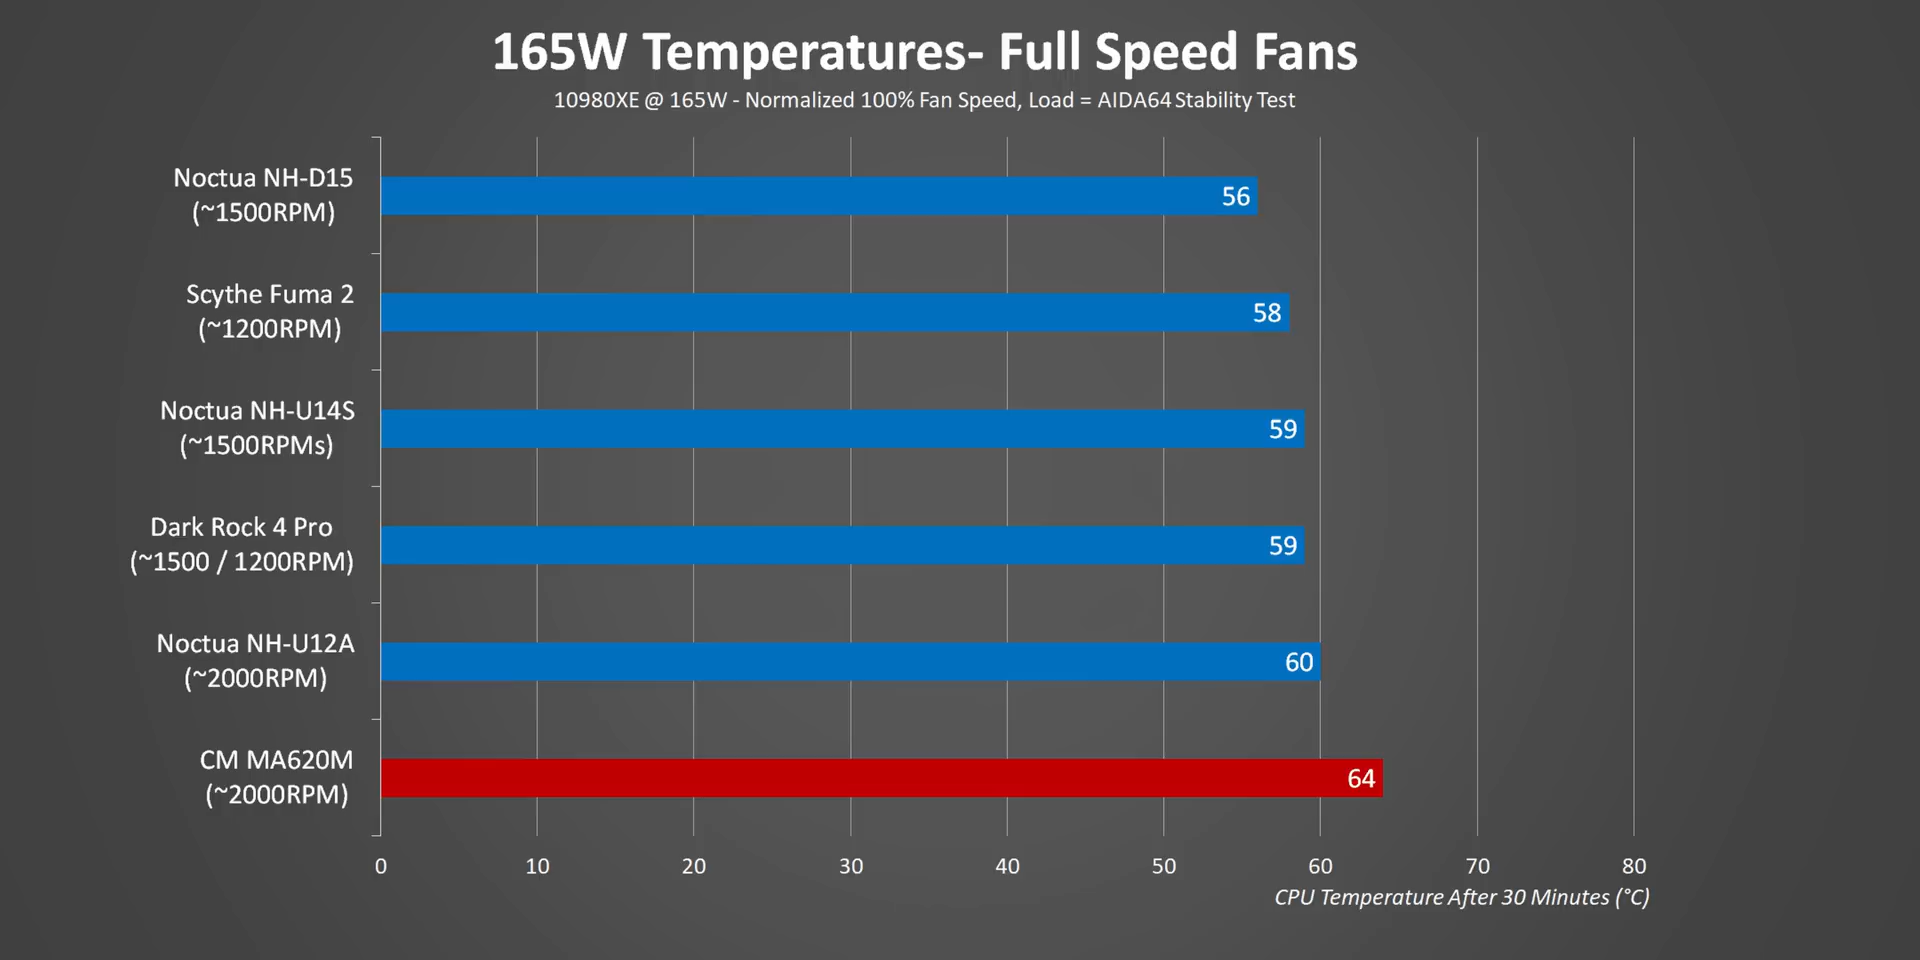 165W Temperatures- Full Speed Fans
10980XE @ 165W - Normalized 100% Fan Speed, Load = AIDA64 Stability Test
Noctua NH-D15
(~1500RPM)
56
Scythe Fuma 2
(~1200RPM)
58
Noctua NH-U14S
(~1500RPMs)
59
Dark Rock 4 Pro
(~1500 / 1200RPM)
59
Noctua NH-U12A
(~2000RPM)
60
CM MA620M
(~2000RPM)
64
0 10 20 30 40 50 60 70 80
CPU Temperature After 30 Minutes (°C)